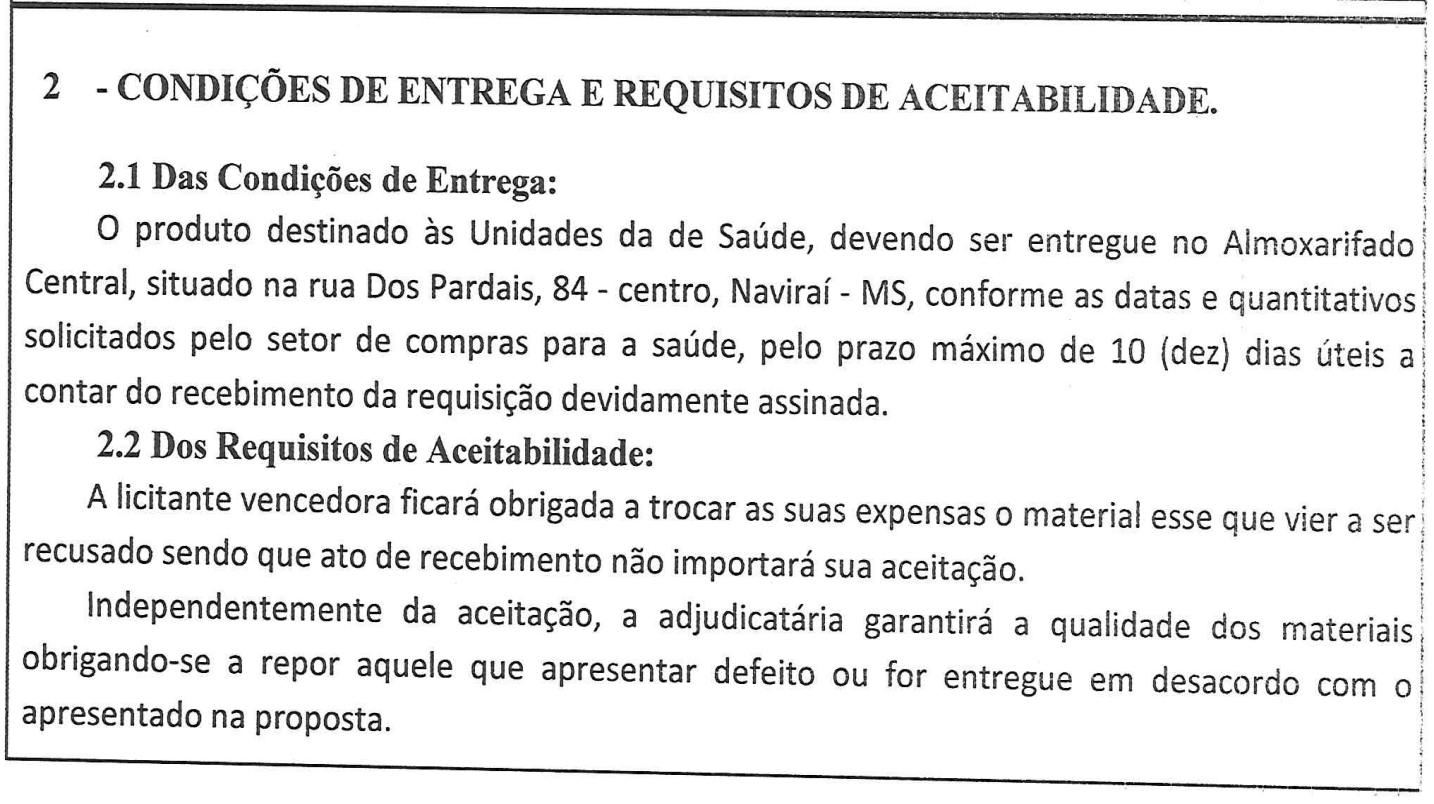 2 - CONDIÇÕES DE ENTREGA E REQUISITOS DE ACEITABILIDADE.
2.1 Das Condições de Entrega:
O produto destinado às Unidades da de Saúde, devendo ser entregue no Almoxarifado
Central, situado na rua Dos Pardais, 84 - centro, Naviraí - MS, conforme as datas e quantitativos
solicitados pelo setor de compras para a saúde, pelo prazo máximo de 10 (dez) dias úteis a
contar do recebimento da requisição devidamente assinada.
2.2 Dos Requisitos de Aceitabilidade:
A licitante vencedora ficará obrigada a trocar as suas expensas o material esse que vier a ser
recusado sendo que ato de recebimento não importará sua aceitação.
Independentemente da aceitação, a adjudicatária garantirá a qualidade dos materiais
obrigando-se a repor aquele que apresentar defeito ou for entregue em desacordo com o
apresentado na proposta.